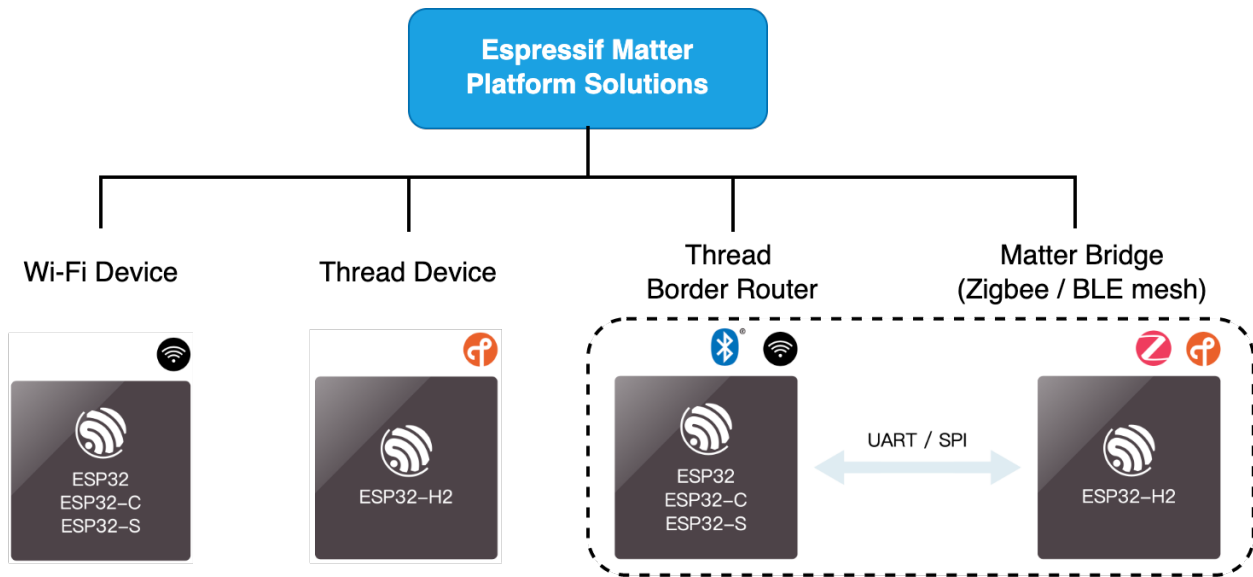 Espressif Matter
Platform Solutions
Wi-Fi Device
Thread Device
Thread
Border Router
Matter Bridge
(Zigbee / BLE mesh)
ESP32
ESP32-C
ESP32-S
ESP32-H2
ESP32
ESP32-C
ESP32-S
UART / SPI
ESP32-H2